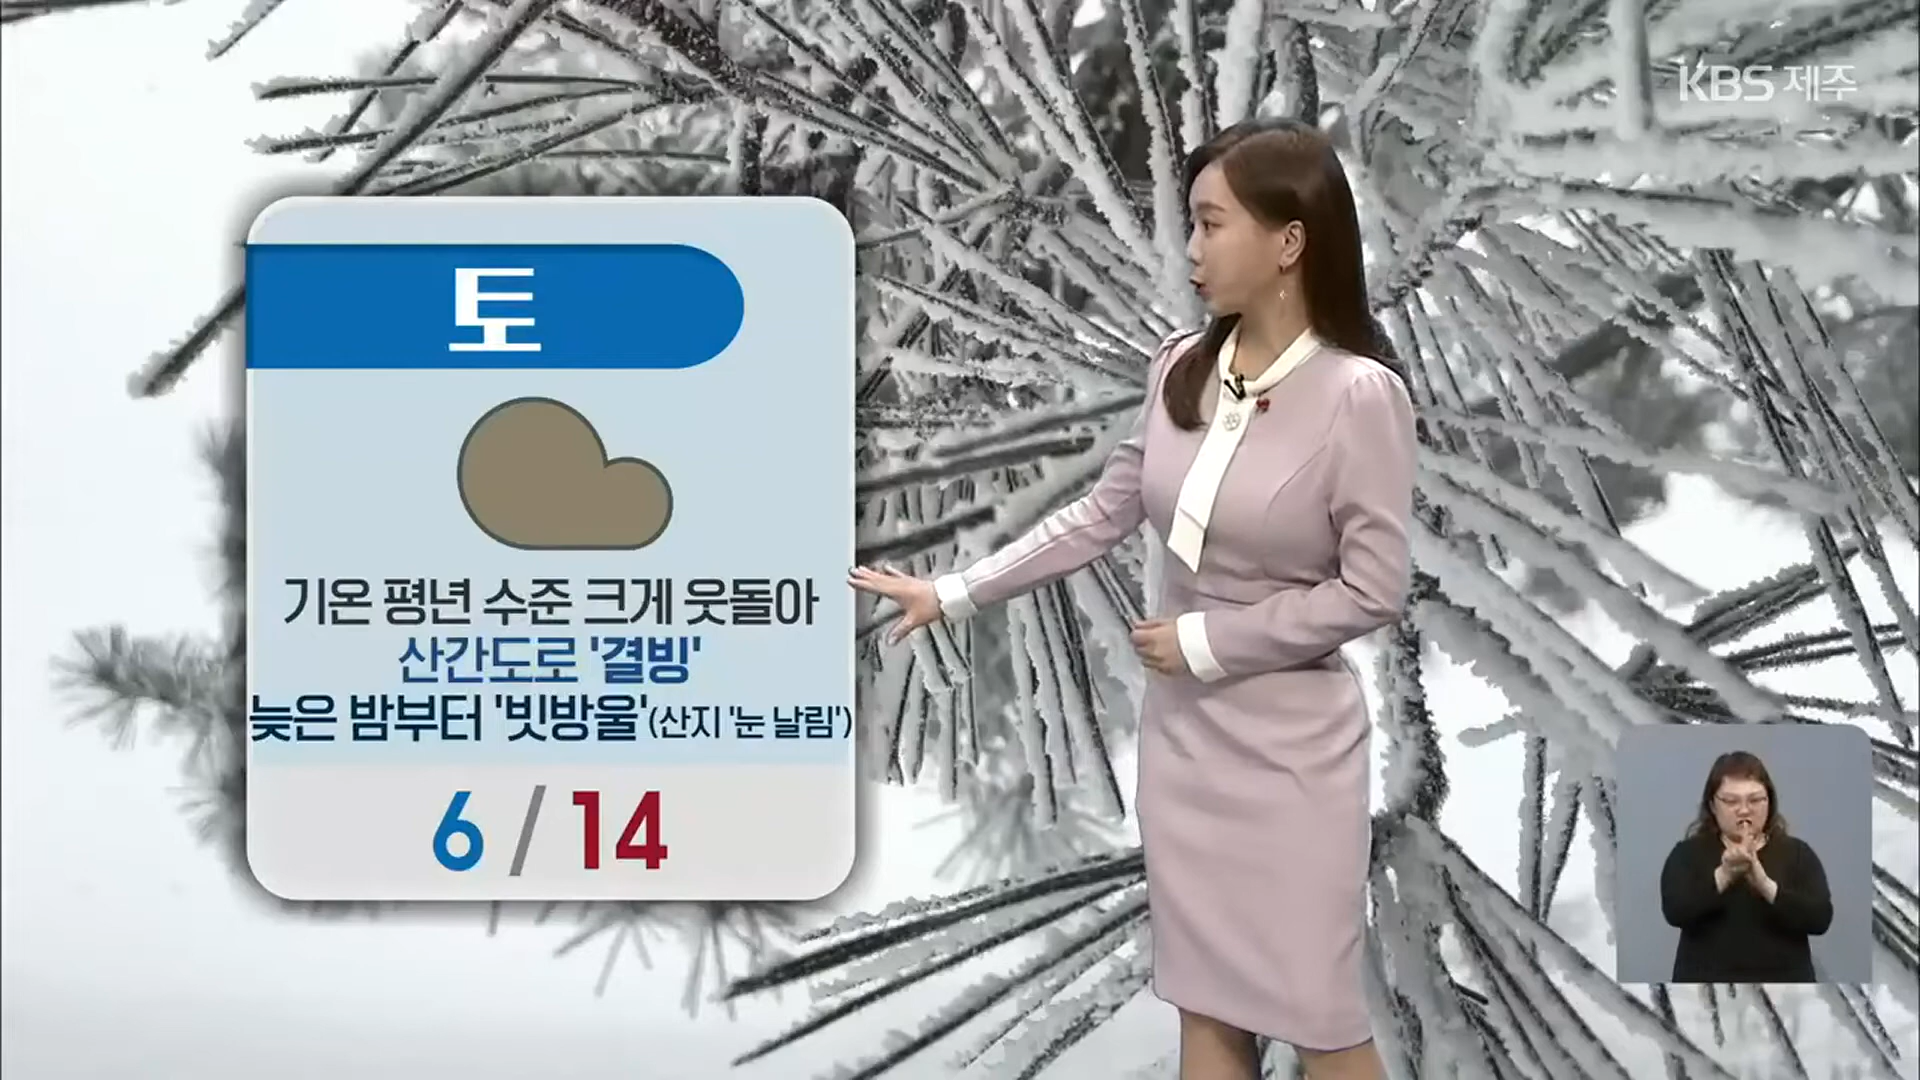 KBS 제주
토
기온 평년 수준 크게 웃돌아
산간도로 '결빙'
늦은 밤부터 '빗방울'(산지 '눈 날림')
6 / 14